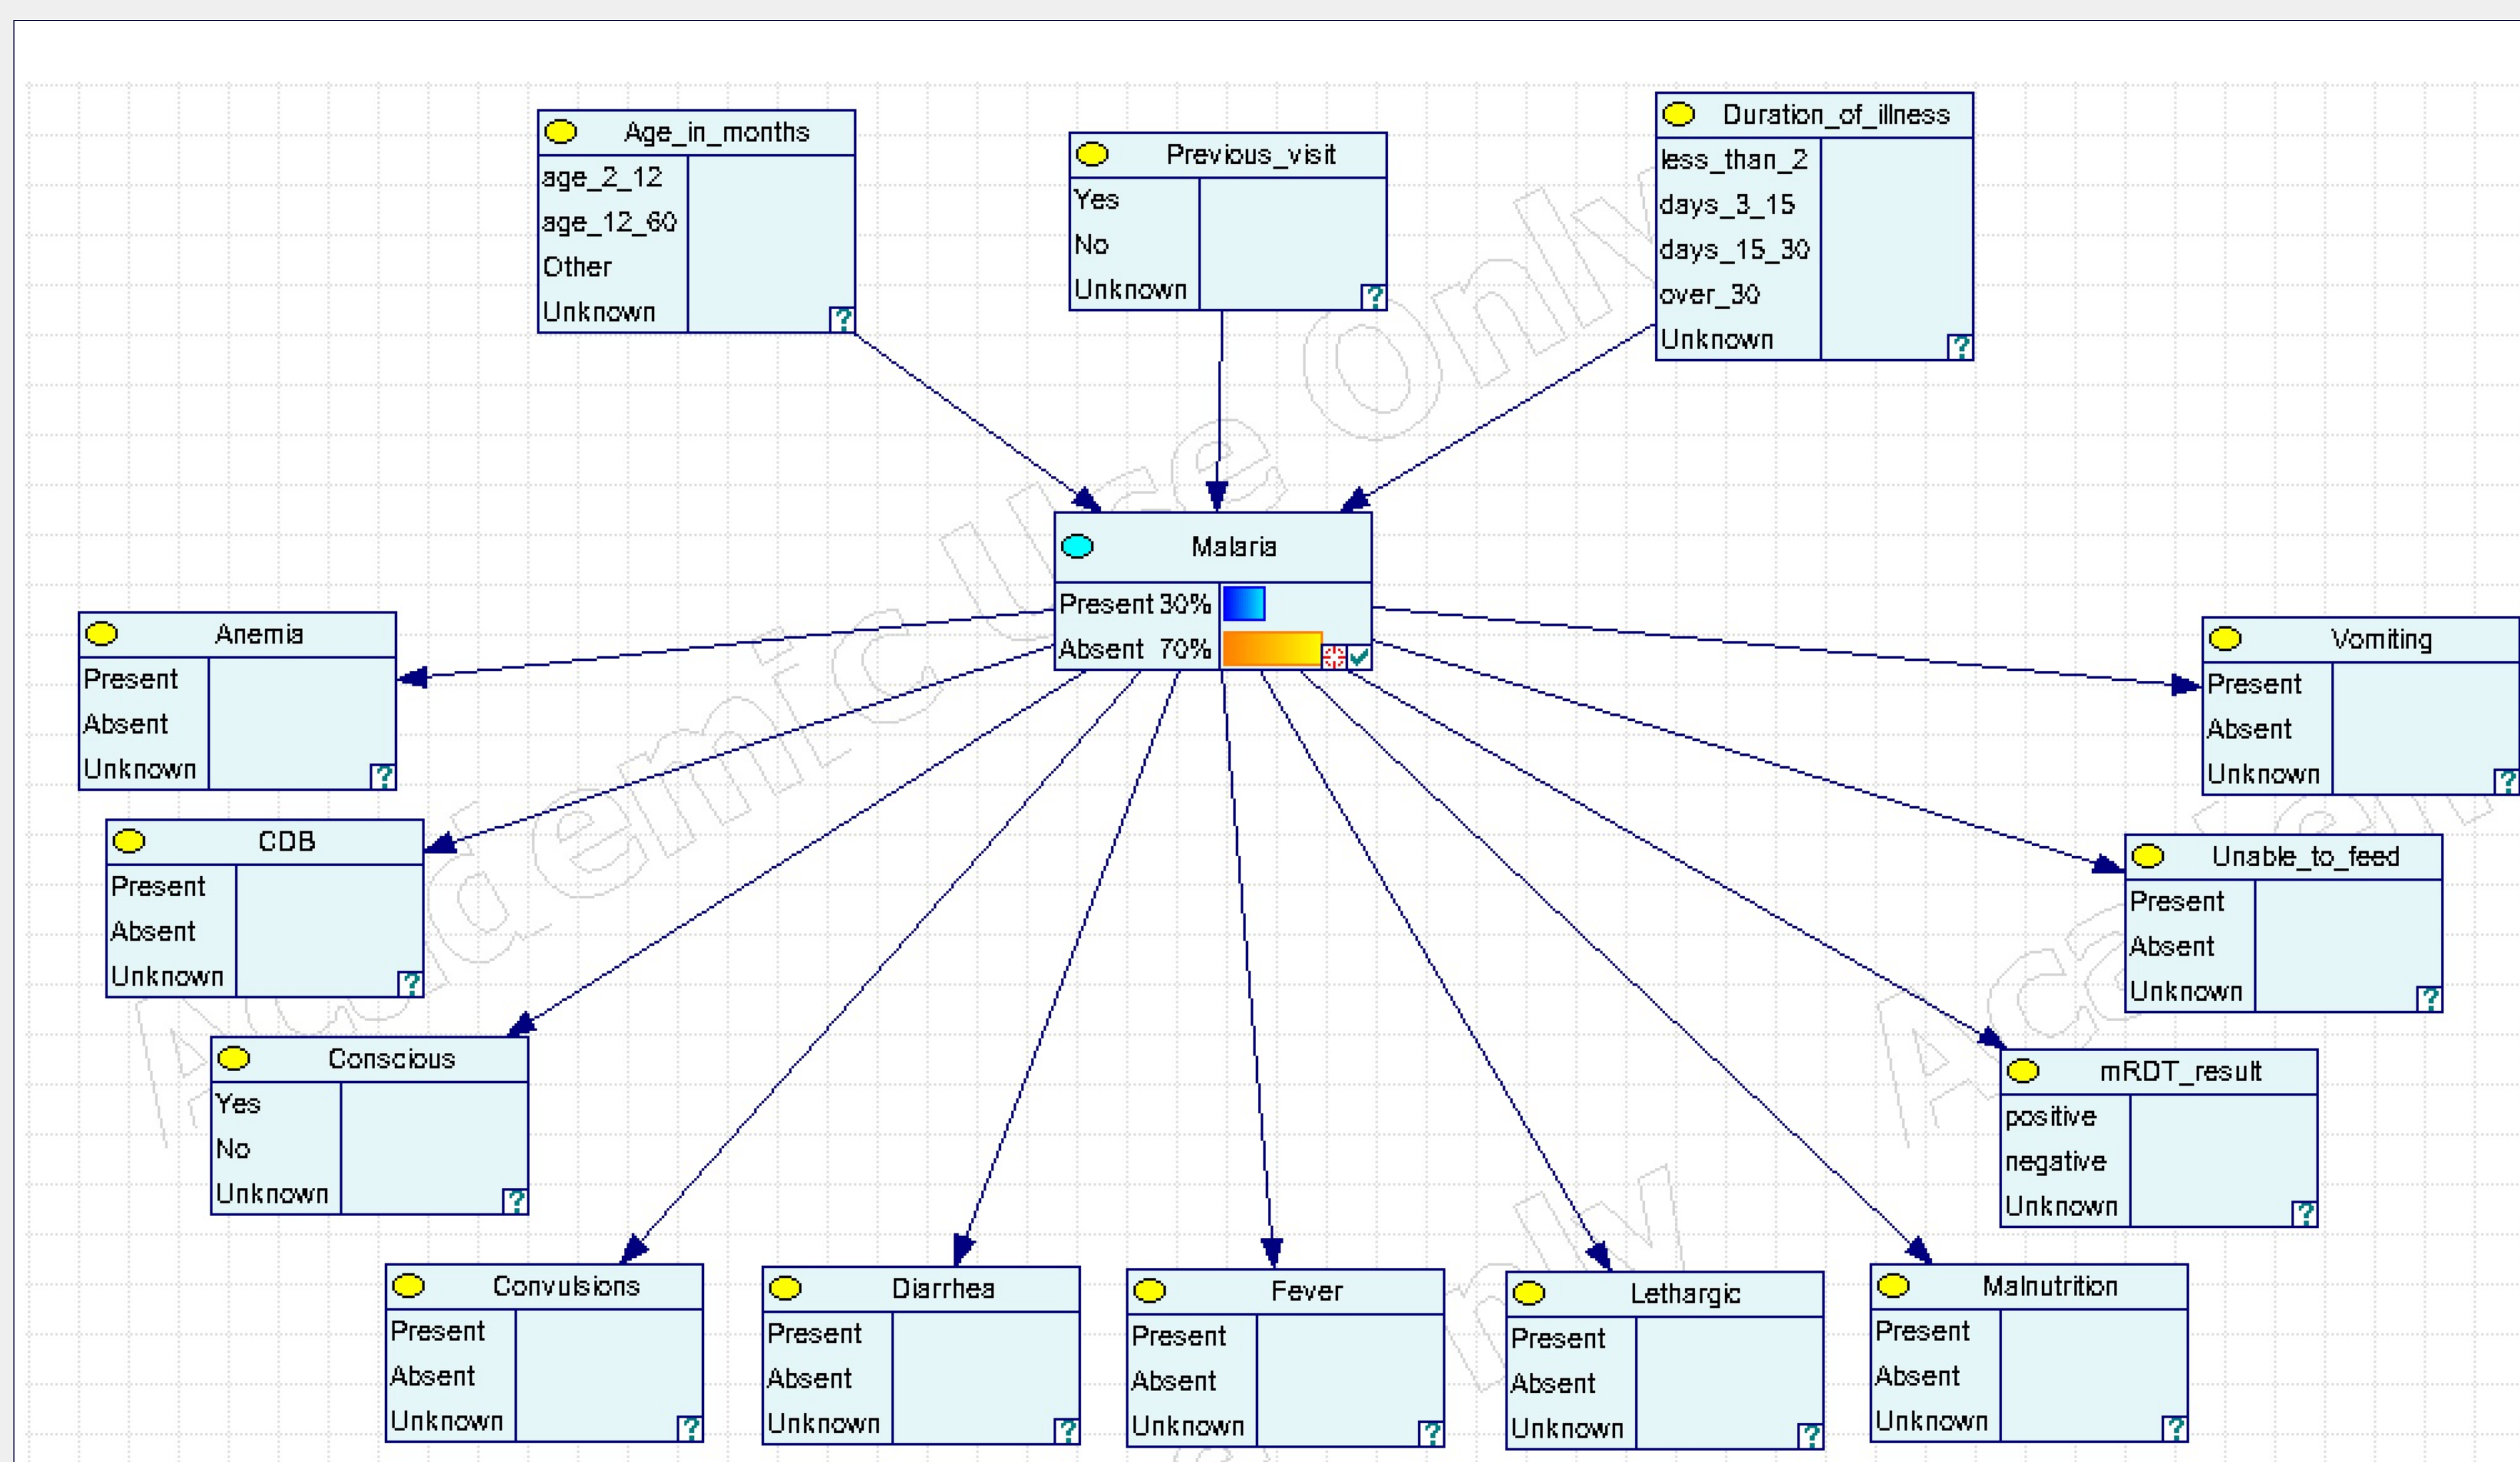 Age_in_months
age_2_12
age_12_60
Other
Unknown
?
Previous_visit
Yes
No
Unknown
?
Duration_of_illness
less_than_2
days_3_15
days_15_30
over_30
Unknown
?
Malaria
Present 30%
Absent 70%
Anemia
Present
Absent
Unknown
?
Vomiting
Present
Absent
Unknown
?
CDB
Present
Absent
Unknown
?
Unable_to_feed
Present
Absent
Unknown
?
Conscious
Yes
No
Unknown
?
mRDT_result
positive
negative
Unknown
?
Convulsions
Present
Absent
Unknown
?
Diarrhea
Present
Absent
Unknown
?
Fever
Present
Absent
Unknown
?
Lethargic
Present
Absent
Unknown
?
Malnutrition
Present
Absent
Unknown
?
Academic use only